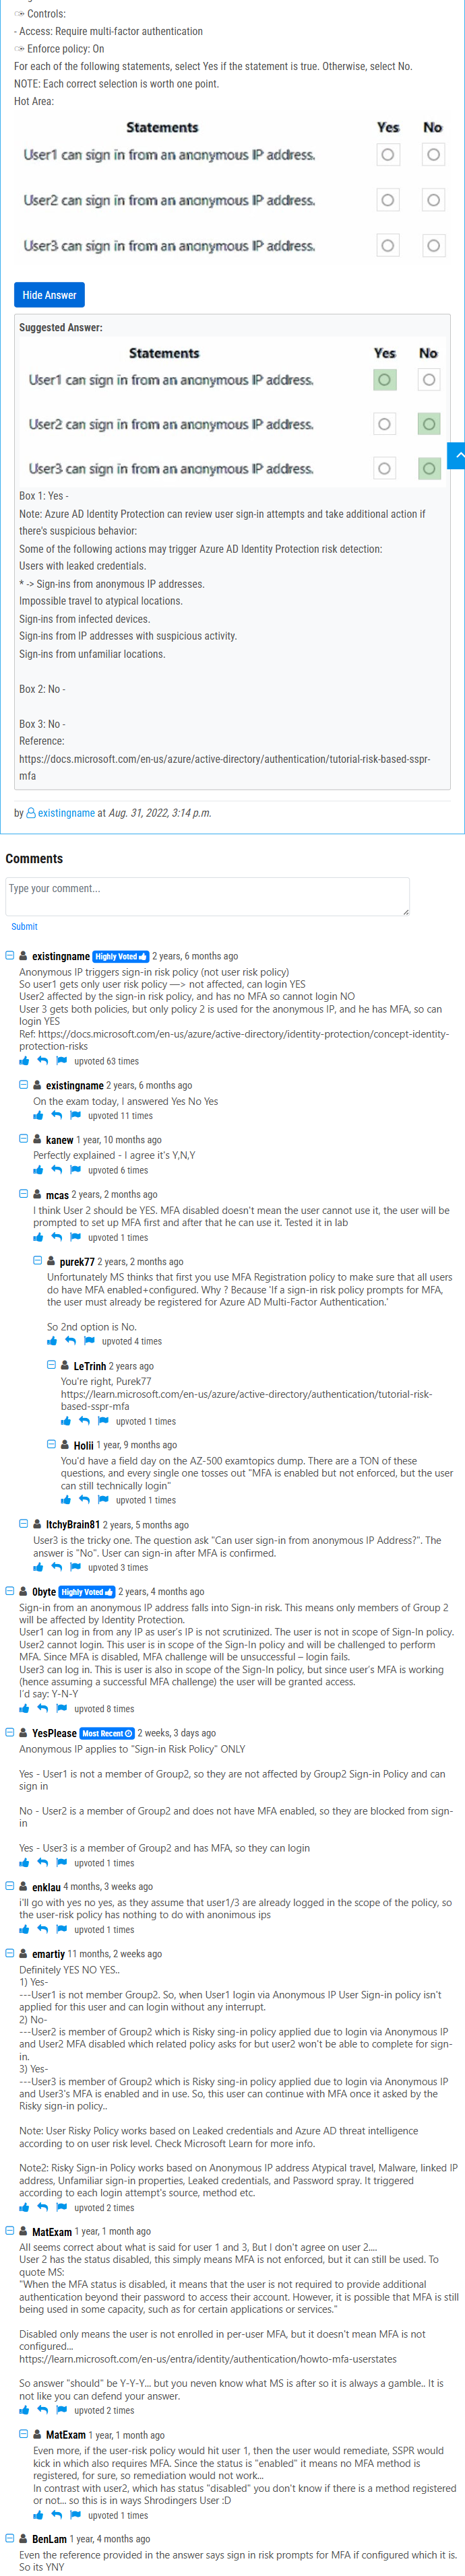 Controls:
- Access: Require multi-factor authentication
Enforce policy: On
For each of the following statements, select Yes if the statement is true. Otherwise, select No.
NOTE: Each correct selection is worth one point.
Hot Area:
Statements Yes No
User1 can sign in from an anonymous IP address.
User2 can sign in from an anonymous IP address.
User3 can sign in from an anonymous IP address.
Hide Answer
Suggested Answer:
Statements Yes No
User1 can sign in from an anonymous IP address.
User2 can sign in from an anonymous IP address.
User3 can sign in from an anonymous IP address.
Box 1: Yes -
Note: Azure AD Identity Protection can review user sign-in attempts and take additional action if
there's suspicious behavior:
Some of the following actions may trigger Azure AD Identity Protection risk detection:
Users with leaked credentials.
* -> Sign-ins from anonymous IP addresses.
Impossible travel to atypical locations.
Sign-ins from infected devices.
Sign-ins from IP addresses with suspicious activity.
Sign-ins from unfamiliar locations.
Box 2: No -
Box 3: No -
Reference:
https://docs.microsoft.com/en-us/azure/active-directory/authentication/tutorial-risk-based-sspr-
mfa
by existingname at Aug. 31, 2022, 3:14 p.m.
Comments
Type your comment...
Submit
existingname Highly Voted 2 years, 6 months ago
Anonymous IP triggers sign-in risk policy (not user risk policy)
So user1 gets only user risk policy —> not affected, can login YES
User2 affected by the sign-in risk policy, and has no MFA so cannot login NO
User 3 gets both policies, but only policy 2 is used for the anonymous IP, and he has MFA, so can
login YES
Ref: https://docs.microsoft.com/en-us/azure/active-directory/identity-protection/concept-identity-
protection-risks
upvoted 63 times
existingname 2 years, 6 months ago
On the exam today, I answered Yes No Yes
upvoted 11 times
kanew 1 year, 10 months ago
Perfectly explained - I agree it's Y,N,Y
upvoted 6 times
mcas 2 years, 2 months ago
I think User 2 should be YES. MFA disabled doesn't mean the user cannot use it, the user will be
prompted to set up MFA first and after that he can use it. Tested it in lab
upvoted 1 times
purek77 2 years, 2 months ago
Unfortunately MS thinks that first you use MFA Registration policy to make sure that all users
do have MFA enabled+configured. Why ? Because 'If a sign-in risk policy prompts for MFA,
the user must already be registered for Azure AD Multi-Factor Authentication.'
So 2nd option is No.
upvoted 4 times
LeTrinh 2 years ago
You're right, Purek77
https://learn.microsoft.com/en-us/azure/active-directory/authentication/tutorial-risk-
based-sspr-mfa
upvoted 1 times
Holii 1 year, 9 months ago
You'd have a field day on the AZ-500 examtopics dump. There are a TON of these
questions, and every single one tosses out "MFA is enabled but not enforced, but the user
can still technically login"
upvoted 1 times
ItchyBrain81 2 years, 5 months ago
User3 is the tricky one. The question ask "Can user sign-in from anonymous IP Address?". The
answer is "No". User can sign-in after MFA is confirmed.
upvoted 3 times
0byte Highly Voted 2 years, 4 months ago
Sign-in from an anonymous IP address falls into Sign-in risk. This means only members of Group 2
will be affected by Identity Protection.
User1 can log in from any IP as user's IP is not scrutinized. The user is not in scope of Sign-In policy.
User2 cannot login. This user is in scope of the Sign-In policy and will be challenged to perform
MFA. Since MFA is disabled, MFA challenge will be unsuccessful – login fails.
User3 can log in. This is user is also in scope of the Sign-In policy, but since user's MFA is working
(hence assuming a successful MFA challenge) the user will be granted access.
I'd say: Y-N-Y
upvoted 8 times
YesPlease Most Recent 2 weeks, 3 days ago
Anonymous IP applies to "Sign-in Risk Policy" ONLY
Yes - User1 is not a member of Group2, so they are not affected by Group2 Sign-in Policy and can
sign in
No - User2 is a member of Group2 and does not have MFA enabled, so they are blocked from sign-
in
Yes - User3 is a member of Group2 and has MFA, so they can login
upvoted 1 times
enklau 4 months, 3 weeks ago
i'll go with yes no yes, as they assume that user1/3 are already logged in the scope of the policy, so
the user-risk policy has nothing to do with anonimous ips
upvoted 1 times
emartiy 11 months, 2 weeks ago
Definitely YES NO YES..
1) Yes-
---User1 is not member Group2. So, when User1 login via Anonymous IP User Sign-in policy isn't
applied for this user and can login without any interrupt.
2) No-
---User2 is member of Group2 which is Risky sing-in policy applied due to login via Anonymous IP
and User2 MFA disabled which related policy asks for but user2 won't be able to complete for sign-
in.
3) Yes-
---User3 is member of Group2 which is Risky sing-in policy applied due to login via Anonymous IP
and User3's MFA is enabled and in use. So, this user can continue with MFA once it asked by the
Risky sign-in policy..
Note: User Risky Policy works based on Leaked credentials and Azure AD threat intelligence
according to on user risk level. Check Microsoft Learn for more info.
Note2: Risky Sign-in Policy works based on Anonymous IP address Atypical travel, Malware, linked IP
address, Unfamiliar sign-in properties, Leaked credentials, and Password spray. It triggered
according to each login attempt's source, method etc.
upvoted 2 times
MatExam 1 year, 1 month ago
All seems correct about what is said for user 1 and 3, But I don't agree on user 2....
User 2 has the status disabled, this simply means MFA is not enforced, but it can still be used. To
quote MS:
"When the MFA status is disabled, it means that the user is not required to provide additional
authentication beyond their password to access their account. However, it is possible that MFA is still
being used in some capacity, such as for certain applications or services."
Disabled only means the user is not enrolled in per-user MFA, but it doesn't mean MFA is not
configured...
https://learn.microsoft.com/en-us/entra/identity/authentication/howto-mfa-userstates
So answer "should" be Y-Y-Y... but you neven know what MS is after so it is always a gamble.. It is
not like you can defend your answer.
upvoted 2 times
MatExam 1 year, 1 month ago
Even more, if the user-risk policy would hit user 1, then the user would remediate, SSPR would
kick in which also requires MFA. Since the status is "enabled" it means no MFA method is
registered, for sure, so remediation would not work...
In contrast with user2, which has status "disabled" you don't know if there is a method registered
or not... so this is in ways Shrodingers User :D
upvoted 1 times
BenLam 1 year, 4 months ago
Even the reference provided in the answer says sign in risk prompts for MFA if configured which it is.
So its YNY